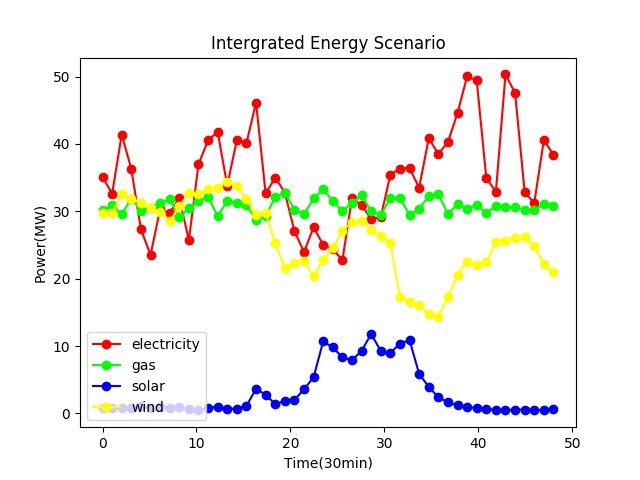 Intergrated Energy Scenario
Power(MW)
50
40
30
20
10
0
electricity
gas
solar
wind
0 10 20 30 40 50
Time(30min)